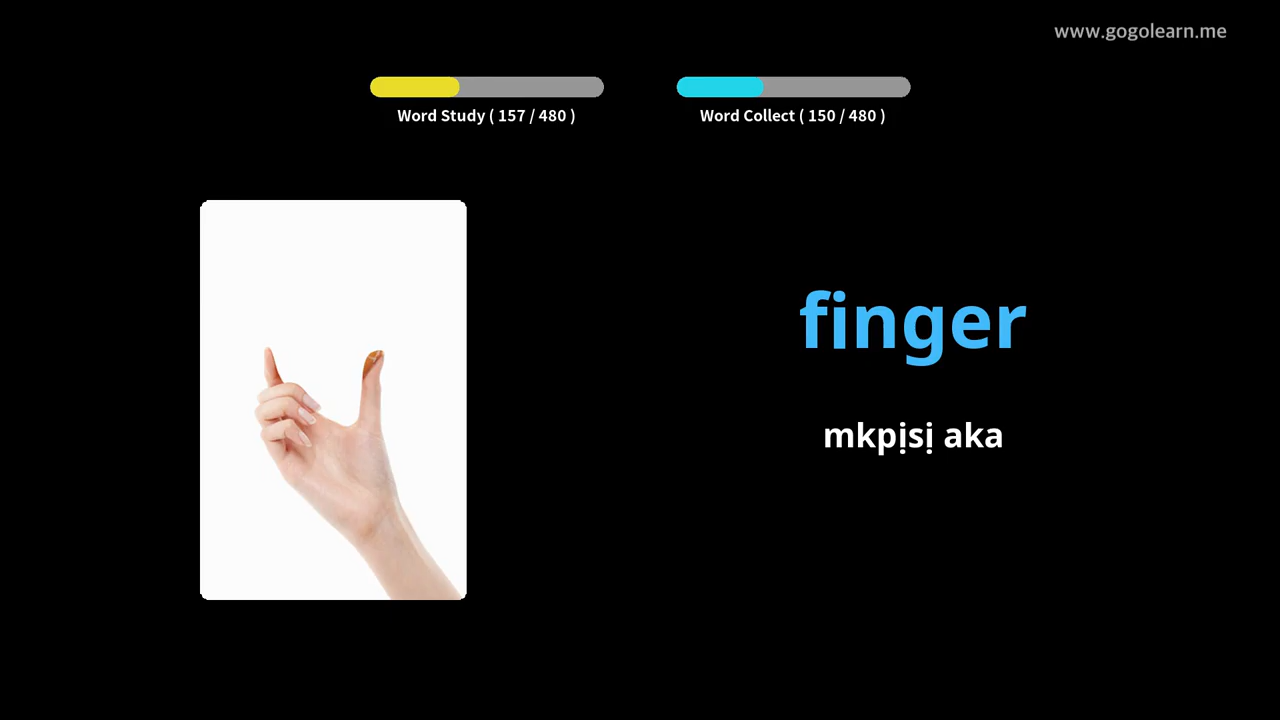 www.gogolearn.me
Word Study ( 157 / 480 )
Word Collect ( 150 / 480 )
finger
mkpịsị aka